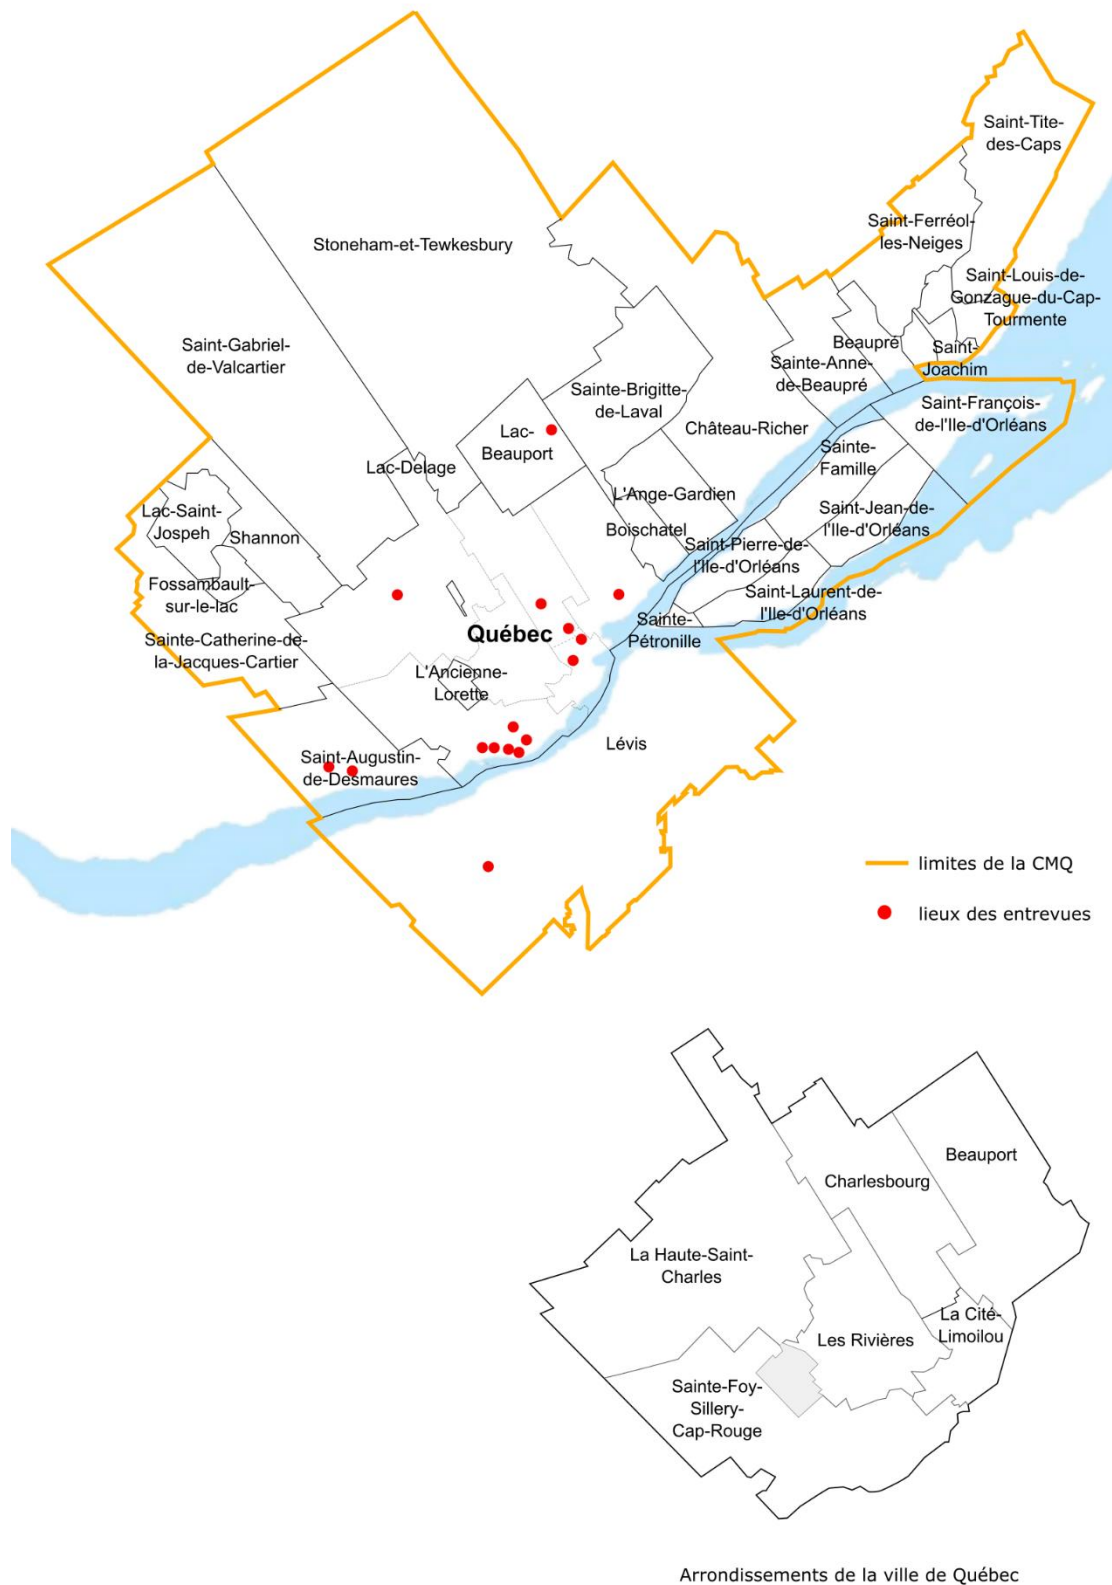 Saint-Tite-
des-Caps
Saint-Ferréol-
les-Neiges
Stoneham-et-Tewkesbury
Saint-Louis-de-
Gonzague-du-Cap-
Tourmente
Saint-Gabriel-
de-Valcartier
Beaupré
Saint-
Joachim
Sainte-Anne-
de-Beaupré
Sainte-Brigitte-
de-Laval
Saint-François-
de-l'Ile-d'Orléans
Château-Richer
Lac-
Beauport
Sainte-
Famille
Lac-Delage
L'Ange-Gardien
Lac-Saint-
Jospeh
Saint-Jean-de-
l'Ile-d'Orléans
Shannon
Boischatel
Saint-Pierre-de-
l'Ile-d'Orléans
Fossambault-
sur-le-lac
Saint-Laurent-de-
l'Ile-d'Orléans
Sainte-
Pétronille
Québec
Sainte-Catherine-de-
la-Jacques-Cartier
L'Ancienne-
Lorette
Lévis
Saint-Augustin-
de-Desmaures
limites de la CMQ
lieux des entrevues
Beauport
Charlesbourg
La Haute-Saint-
Charles
La Cité-
Limoilou
Les Rivières
Sainte-Foy-
Sillery-
Cap-Rouge
Arrondissements de la ville de Québec